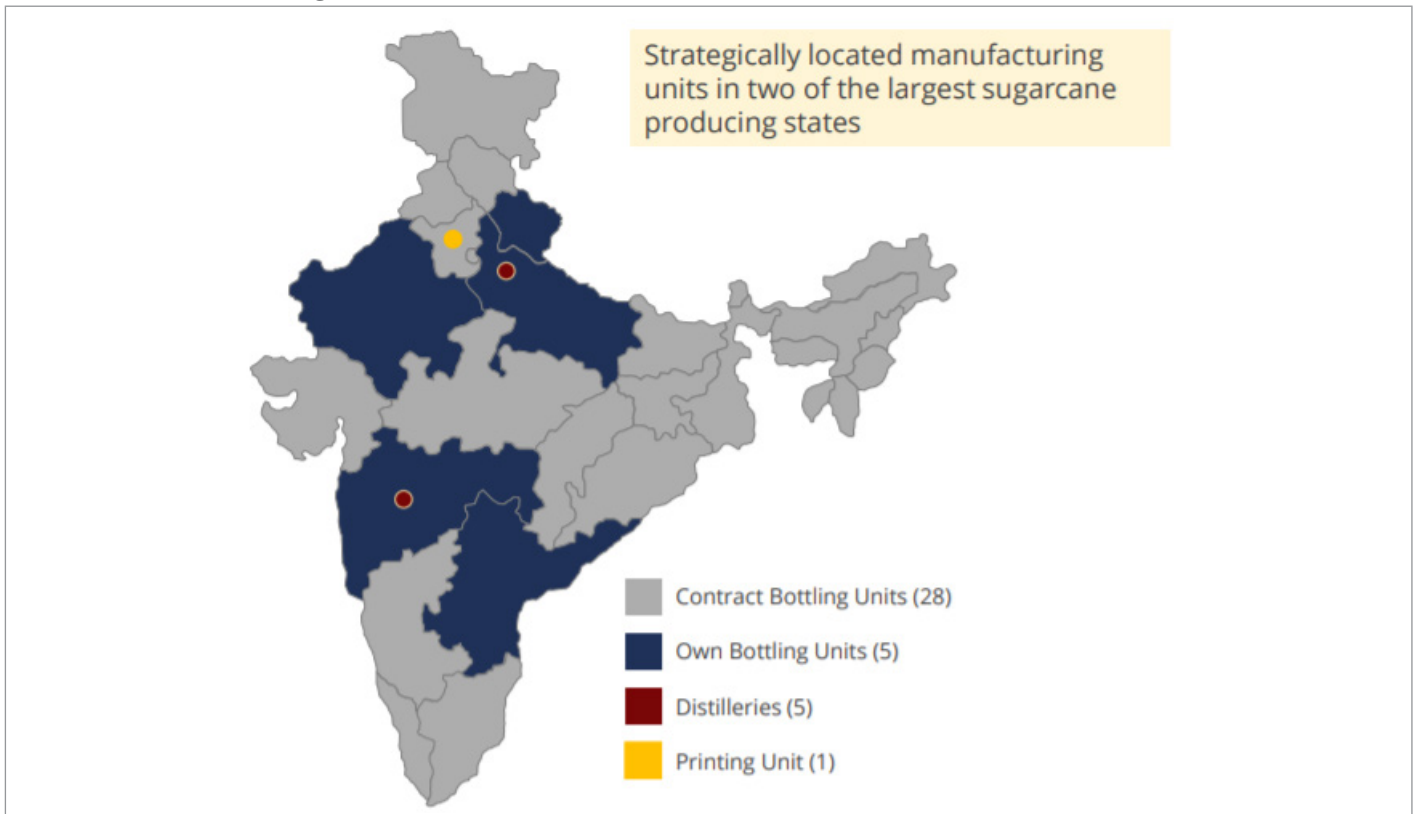 Strategically located manufacturing
units in two of the largest sugarcane
producing states
Contract Bottling Units (28)
Own Bottling Units (5)
Distilleries (5)
Printing Unit (1)